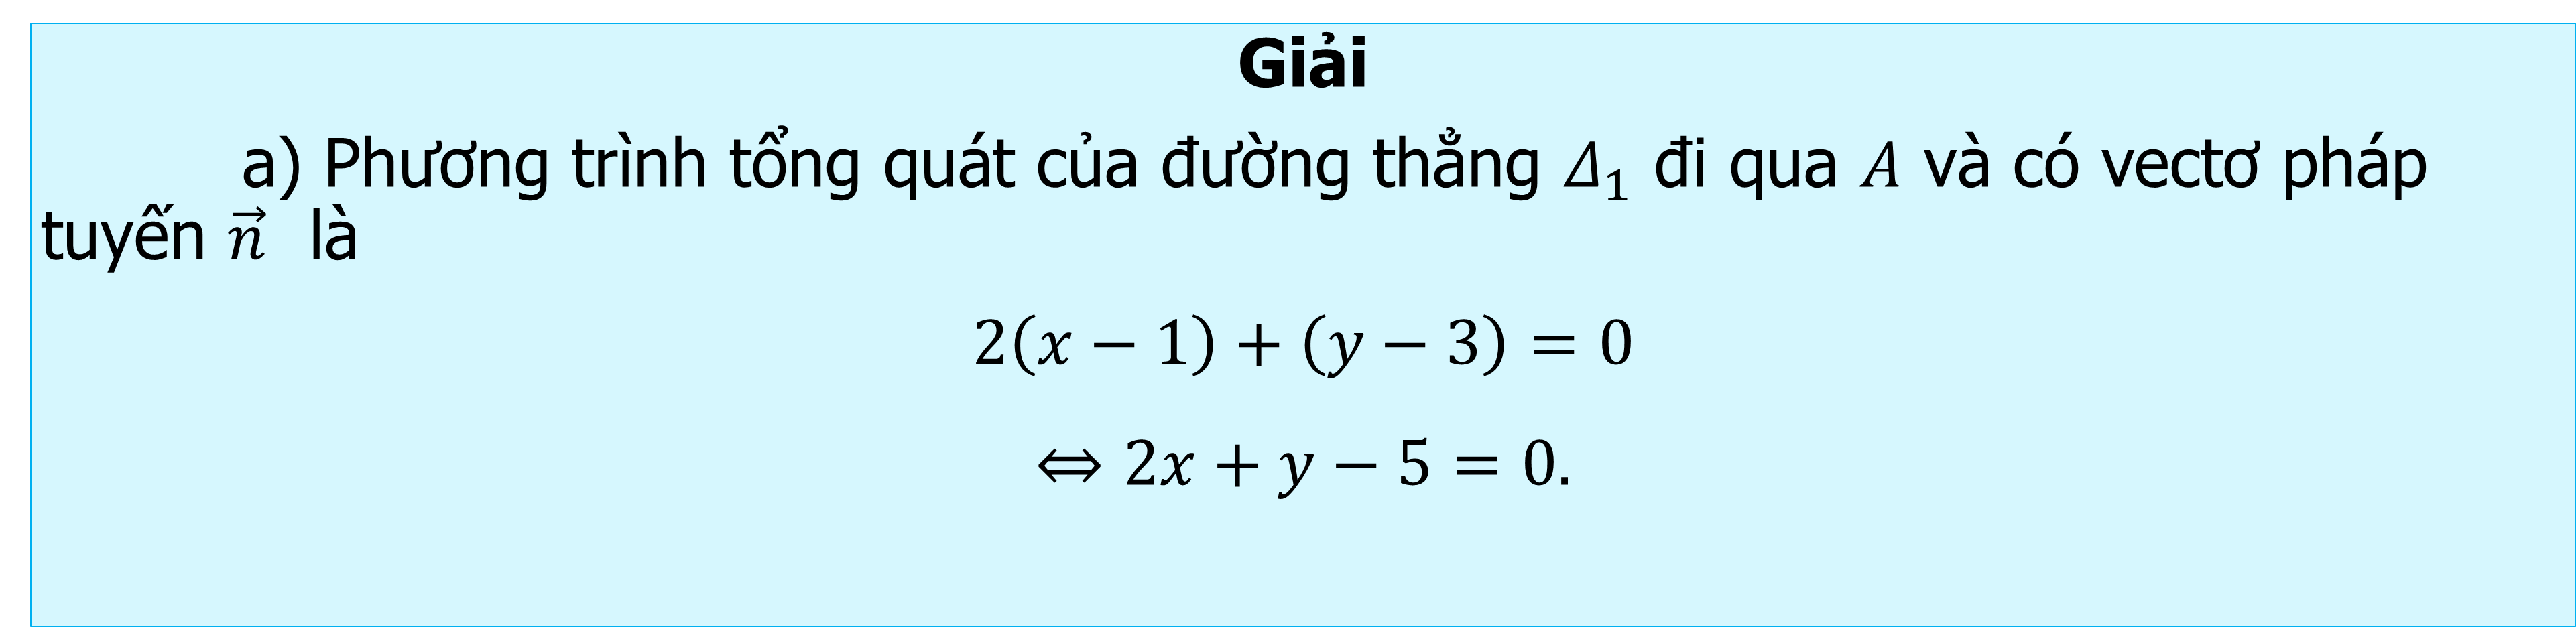 Giải
a) Phương trình tổng quát của đường thẳng Δ₁ đi qua A và có vectơ pháp
tuyến n⃗ là
2(x − 1) + (y − 3) = 0
⇔ 2x + y − 5 = 0.